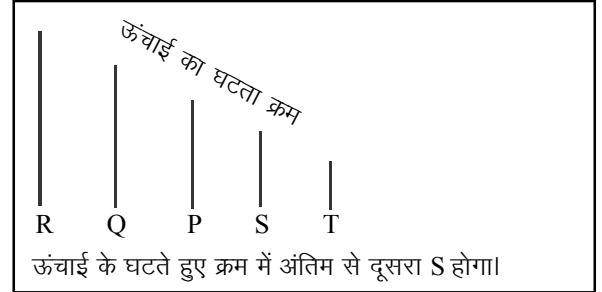 ऊंचाई का घटता क्रम
R Q P S T
ऊंचाई के घटते हुए क्रम में अंतिम से दूसरा S होगा।